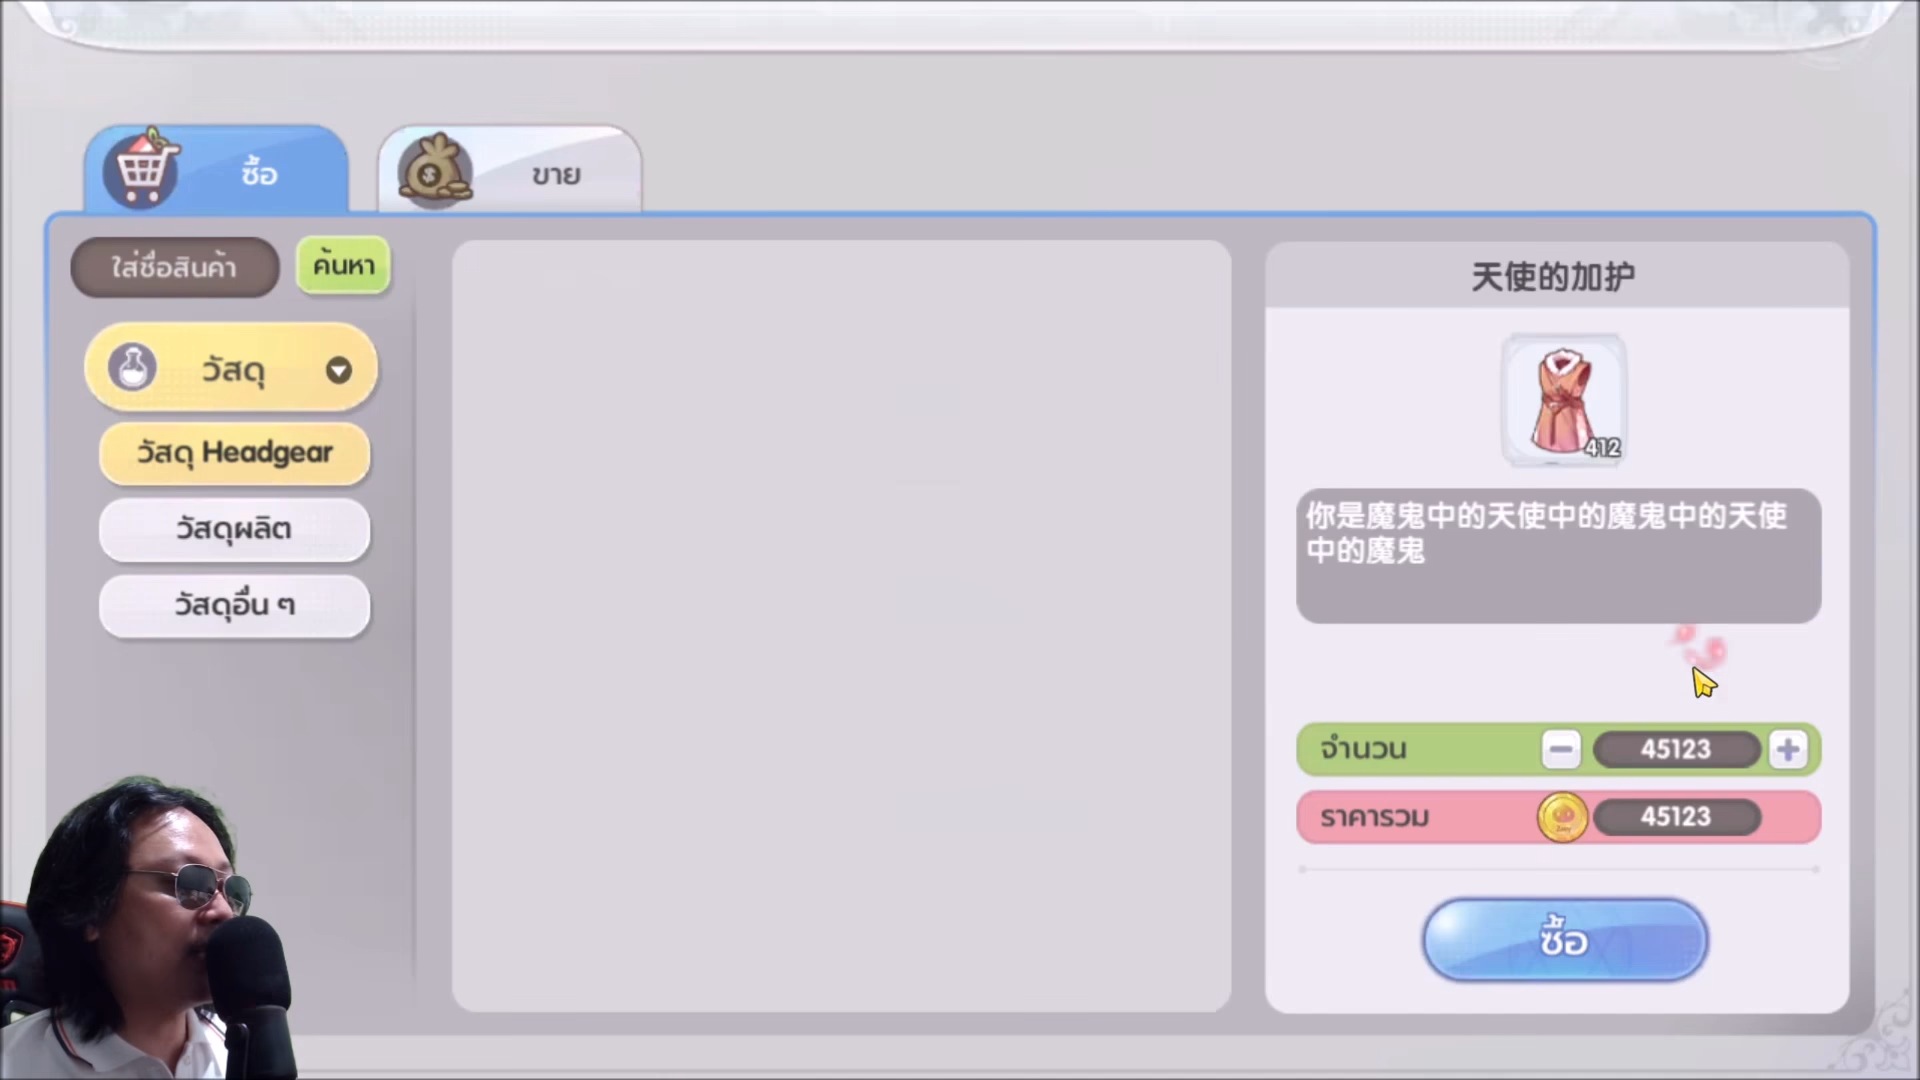 ซื้อ
ขาย
ใส่ชื่อสินค้า
ค้นหา
วัสดุ
วัสดุ Headgear
วัสดุผลิต
วัสดุอื่น ๆ
天使的加护
412
你是魔鬼中的天使中的魔鬼中的天使
中的魔鬼
จำนวน
45123
ราคารวม
45123
ซื้อ